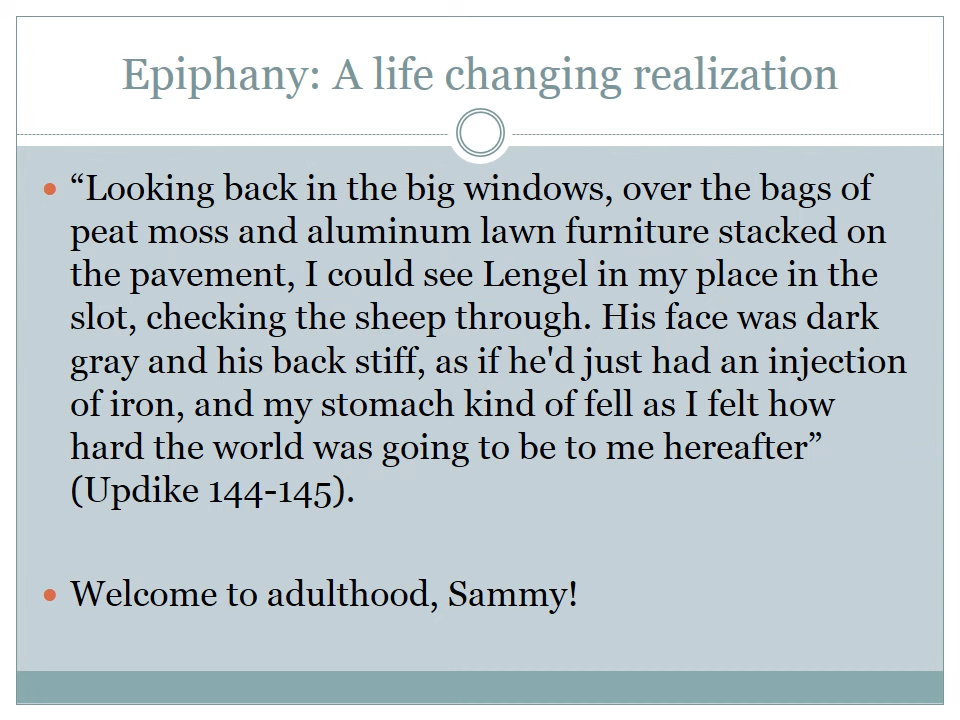 Epiphany: A life changing realization
• “Looking back in the big windows, over the bags of
peat moss and aluminum lawn furniture stacked on
the pavement, I could see Lengel in my place in the
slot, checking the sheep through. His face was dark
gray and his back stiff, as if he'd just had an injection
of iron, and my stomach kind of fell as I felt how
hard the world was going to be to me hereafter”
(Updike 144-145).
• Welcome to adulthood, Sammy!